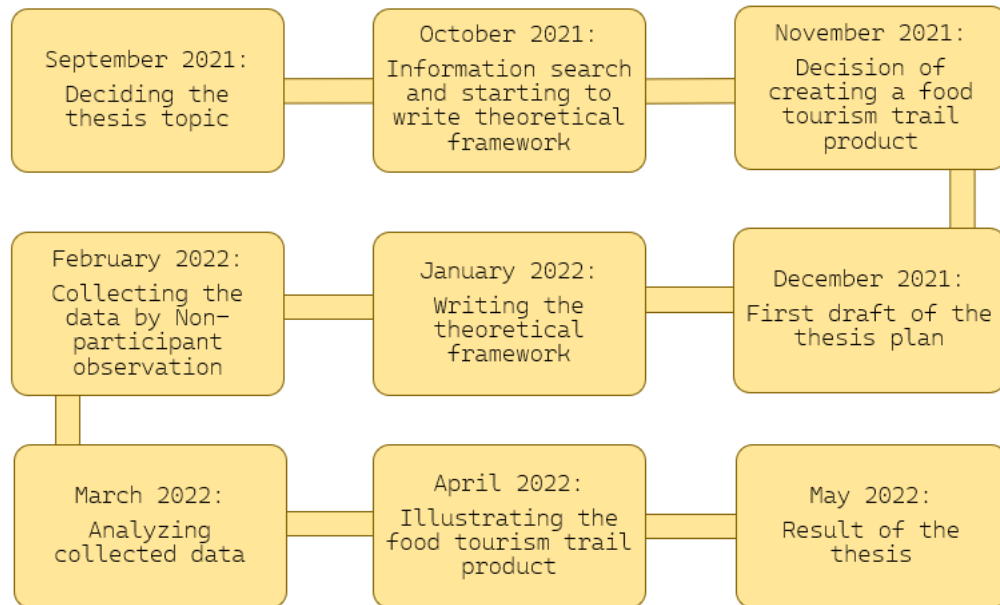 September 2021:
Deciding the
thesis topic
October 2021:
Information search
and starting to
write theoretical
framework
November 2021:
Decision of
creating a food
tourism trail
product
December 2021:
First draft of the
thesis plan
January 2022:
Writing the
theoretical
framework
February 2022:
Collecting the
data by Non-
participant
observation
March 2022:
Analyzing
collected data
April 2022:
Illustrating the
food tourism trail
product
May 2022:
Result of the
thesis